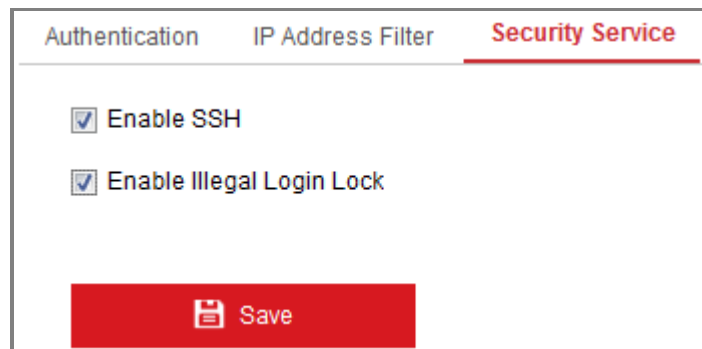 Authentication IP Address Filter Security Service
Enable SSH
Enable Illegal Login Lock
Save